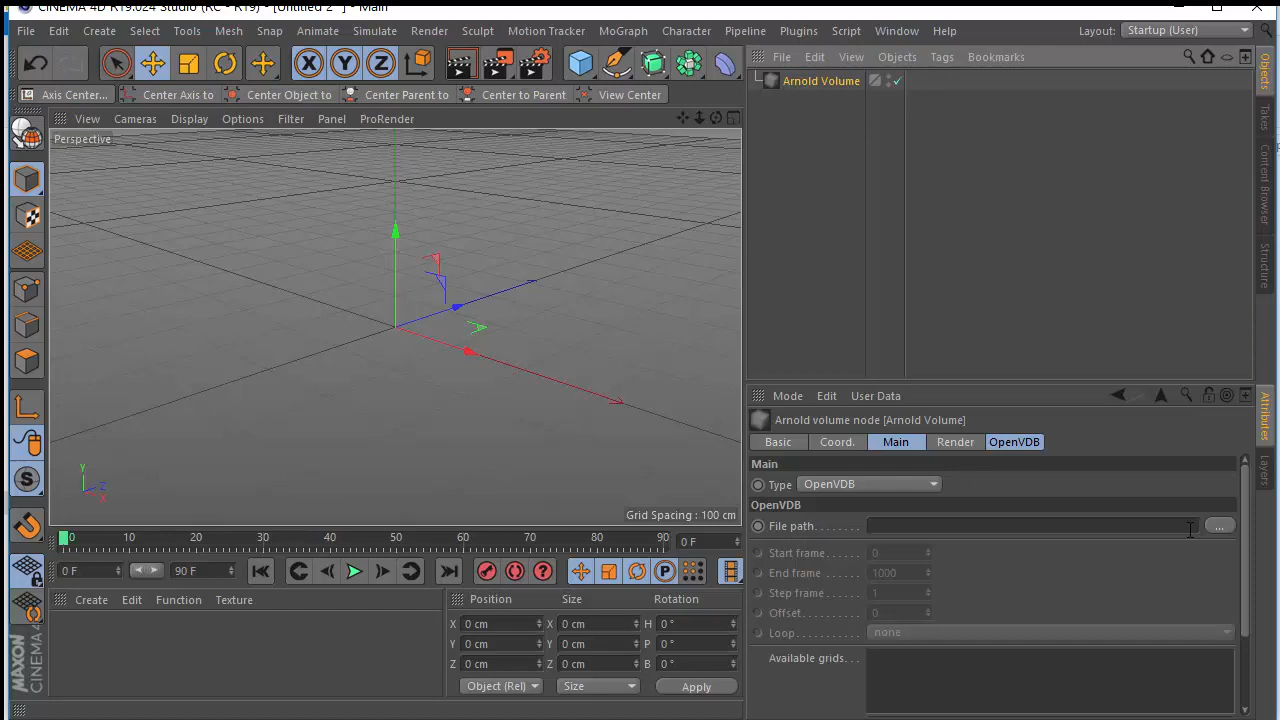 CINEMA 4D R19.024 Studio (RC - R19) - [Untitled 2 *] - Main
File Edit Create Select Tools Mesh Snap Animate Simulate Render Sculpt Motion Tracker MoGraph Character Pipeline Plugins Script Window Help Layout: Startup (User)
X Y Z
File Edit View Objects Tags Bookmarks
Arnold Volume
Axis Center... Center Axis to Center Object to Center Parent to Center to Parent View Center
View Cameras Display Options Filter Panel ProRender
Perspective
Y
Z
X
Grid Spacing : 100 cm
Objects
Takes
Content Browser
Structure
Mode Edit User Data
Arnold volume node [Arnold Volume]
Basic Coord. Main Render OpenVDB
Main
Type OpenVDB
OpenVDB
File path. . . . . . . . ...
Start frame. . . . . . 0
End frame. . . . . . . 1000
Step frame. . . . . . 1
Offset. . . . . . . . . . . 0
Loop. . . . . . . . . . . . none
Available grids. . .
Attributes
Layers
S
0 10 20 30 40 50 60 70 80 90 0 F
0 F 90 F P
Create Edit Function Texture
Position Size Rotation
X 0 cm X 0 cm H 0 °
Y 0 cm Y 0 cm P 0 °
Z 0 cm Z 0 cm B 0 °
Object (Rel) Size Apply
MAXON
CINEMA 4